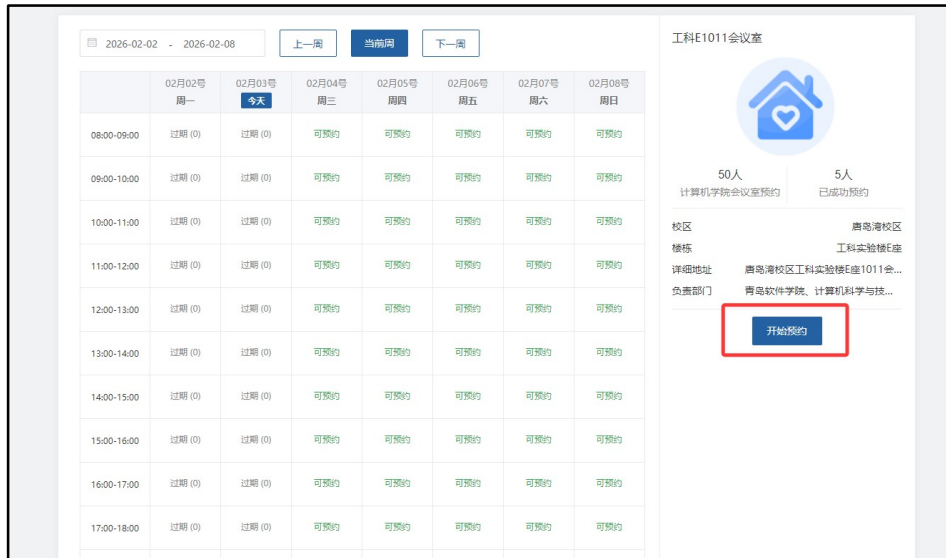 2026-02-02 - 2026-02-08 上一周 当前周 下一周
02月02号 02月03号 02月04号 02月05号 02月06号 02月07号 02月08号
周一 今天 周三 周四 周五 周六 周日
08:00-09:00 过期 (0) 过期 (0) 可预约 可预约 可预约 可预约 可预约
09:00-10:00 过期 (0) 过期 (0) 可预约 可预约 可预约 可预约 可预约
10:00-11:00 过期 (0) 过期 (0) 可预约 可预约 可预约 可预约 可预约
11:00-12:00 过期 (0) 过期 (0) 可预约 可预约 可预约 可预约 可预约
12:00-13:00 过期 (0) 过期 (0) 可预约 可预约 可预约 可预约 可预约
13:00-14:00 过期 (0) 过期 (0) 可预约 可预约 可预约 可预约 可预约
14:00-15:00 过期 (0) 过期 (0) 可预约 可预约 可预约 可预约 可预约
15:00-16:00 过期 (0) 过期 (0) 可预约 可预约 可预约 可预约 可预约
16:00-17:00 过期 (0) 过期 (0) 可预约 可预约 可预约 可预约 可预约
17:00-18:00 过期 (0) 过期 (0) 可预约 可预约 可预约 可预约 可预约
工科E1011会议室
50人 5人
计算机学院会议室预约 已成功预约
校区 唐岛湾校区
楼栋 工科实验楼E座
详细地址 唐岛湾校区工科实验楼E座1011会...
负责部门 青岛软件学院、计算机科学与技...
开始预约